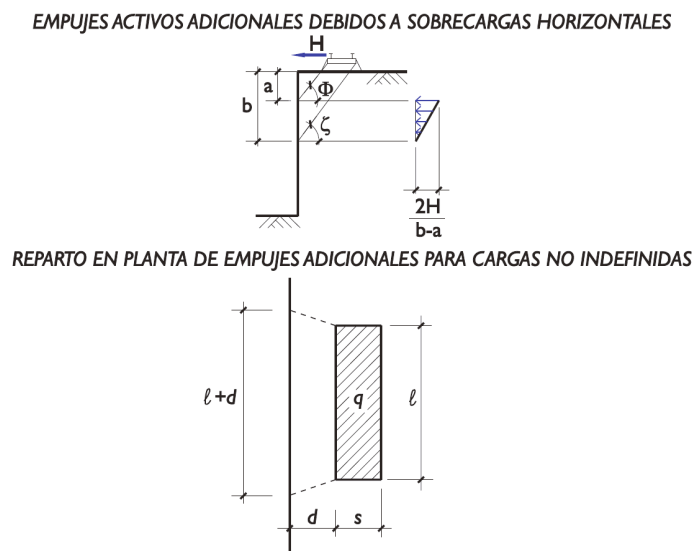 EMPUJES ACTIVOS ADICIONALES DEBIDOS A SOBRECARGAS HORIZONTALES
H
a
Φ
b
ζ
2H
b-a
REPARTO EN PLANTA DE EMPUJES ADICIONALES PARA CARGAS NO INDEFINIDAS
ℓ+d
q
ℓ
d
s